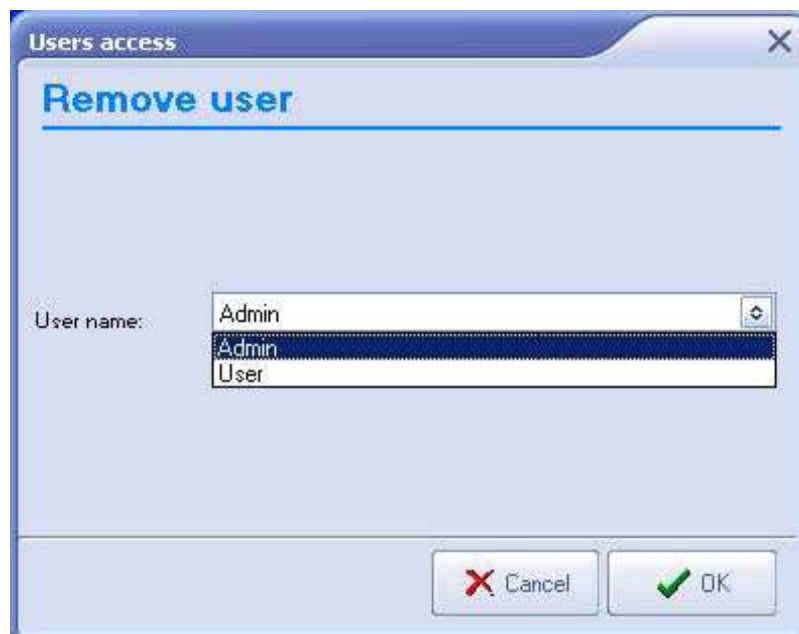 Users access
Remove user
User name:
Admin
Admin
User
Cancel
OK